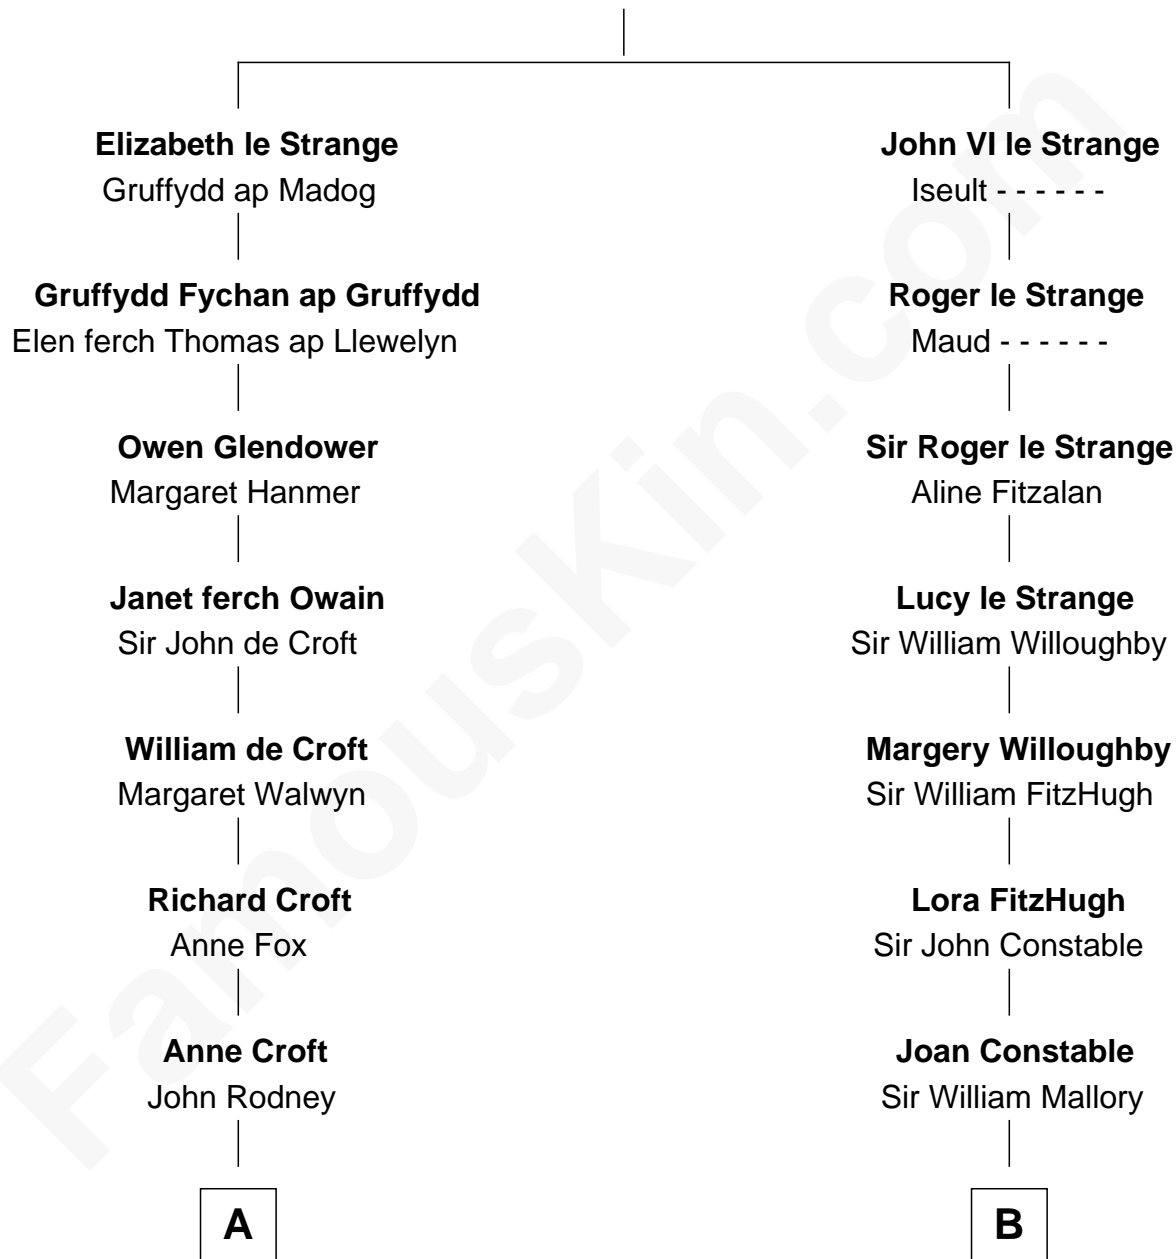 Elizabeth le Strange
Gruffydd ap Madog
Gruffydd Fychan ap Gruffydd
Elen ferch Thomas ap Llewelyn
Owen Glendower
Margaret Hanmer
Janet ferch Owain
Sir John de Croft
William de Croft
Margaret Walwyn
Richard Croft
Anne Fox
Anne Croft
John Rodney
A
John VI le Strange
Iseult - - - - - -
Roger le Strange
Maud - - - - - -
Sir Roger le Strange
Aline Fitzalan
Lucy le Strange
Sir William Willoughby
Margery Willoughby
Sir William FitzHugh
Lora FitzHugh
Sir John Constable
Joan Constable
Sir William Mallory
B
FamousKin.com